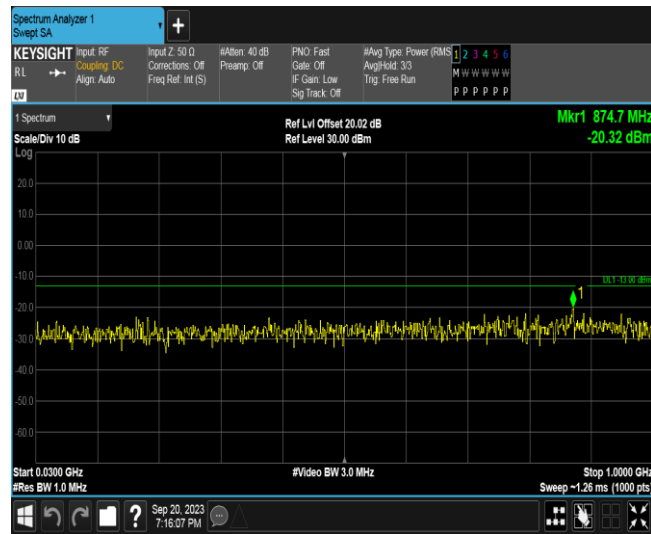 Spectrum Analyzer 1
Swept SA
+
KEYSIGHT
RL
LXI
Input: RF
Coupling: DC
Align: Auto
Input Z: 50 Ω
Corrections: Off
Freq Ref: Int (S)
#Atten: 40 dB
Preamp: Off
PNO: Fast
Gate: Off
IF Gain: Low
Sig Track: Off
#Avg Type: Power (RMS
Avg|Hold: 3/3
Trig: Free Run
1 2 3 4 5 6
M W W W W W
P P P P P P
1 Spectrum
Scale/Div 10 dB
Log
Ref Lvl Offset 20.02 dB
Ref Level 30.00 dBm
Mkr1 874.7 MHz
-20.32 dBm
20.0
10.0
0.00
-10.0
DL1 -13.00 dBm
1
-20.0
-30.0
-40.0
-50.0
-60.0
Start 0.0300 GHz
#Res BW 1.0 MHz
#Video BW 3.0 MHz
Stop 1.0000 GHz
Sweep ~1.26 ms (1000 pts
?
Sep 20, 2023
7:16:07 PM